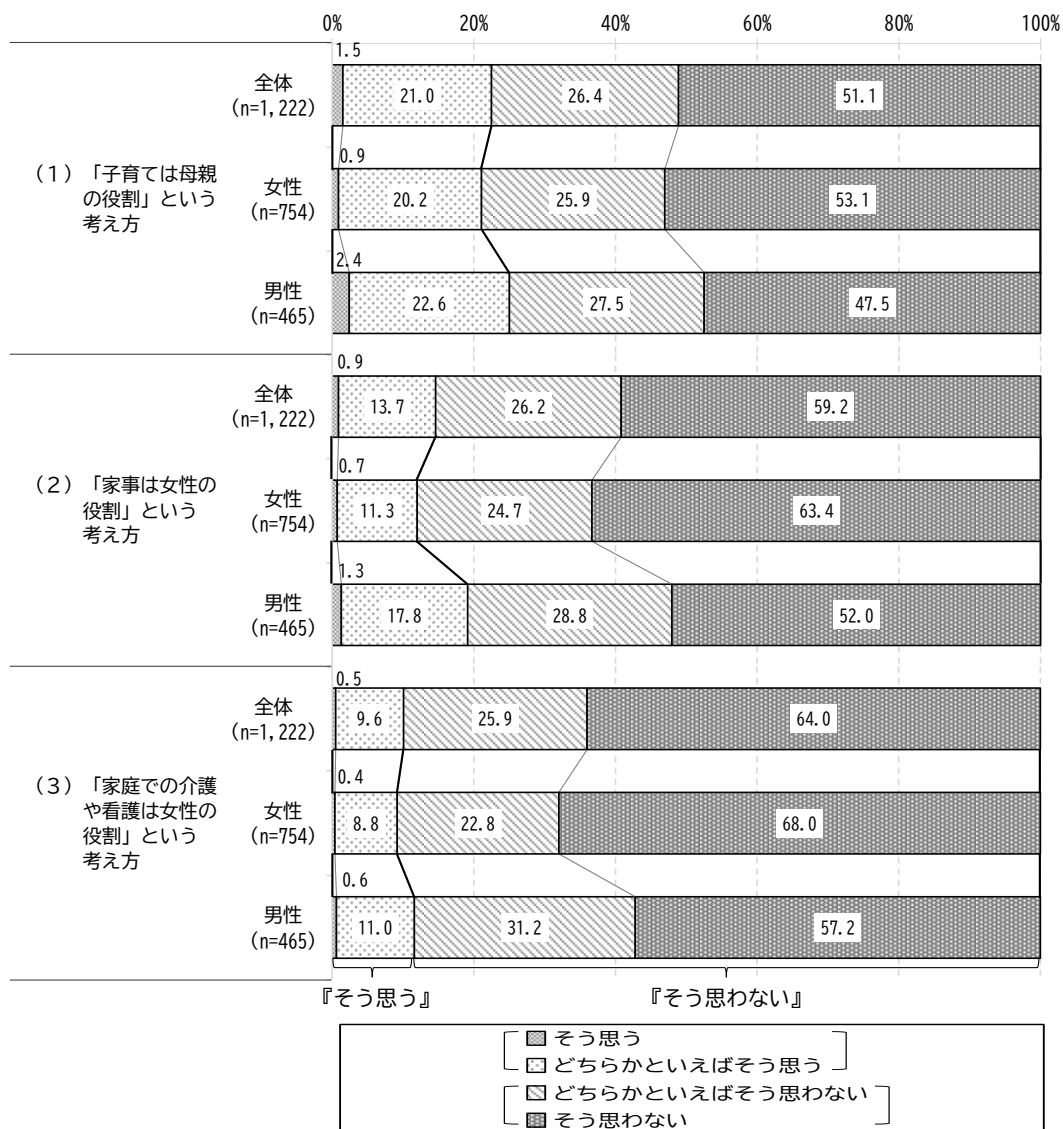 0% 20% 40% 60% 80% 100%
（1）「子育ては母親
の役割」という
考え方
全体
(n=1,222)
1.5 21.0 26.4 51.1
女性
(n=754)
0.9 20.2 25.9 53.1
男性
(n=465)
2.4 22.6 27.5 47.5
（2）「家事は女性の
役割」という
考え方
全体
(n=1,222)
0.9 13.7 26.2 59.2
女性
(n=754)
0.7 11.3 24.7 63.4
男性
(n=465)
1.3 17.8 28.8 52.0
（3）「家庭での介護
や看護は女性の
役割」という
考え方
全体
(n=1,222)
0.5 9.6 25.9 64.0
女性
(n=754)
0.4 8.8 22.8 68.0
男性
(n=465)
0.6 11.0 31.2 57.2
『そう思う』 『そう思わない』
そう思う
どちらかといえばそう思う
どちらかといえばそう思わない
そう思わない